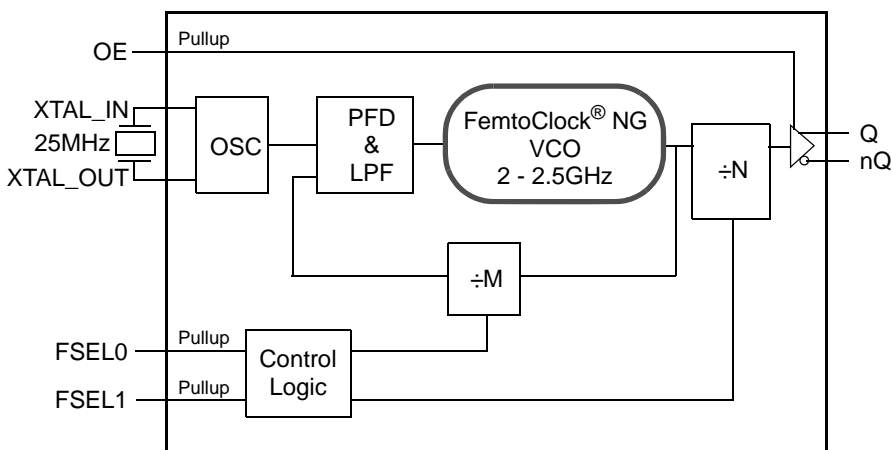 OE
Pullup
XTAL_IN
25MHz
XTAL_OUT
OSC
PFD
&
LPF
FemtoClock® NG
VCO
2 - 2.5GHz
÷N
Q
nQ
÷M
FSEL0
Pullup
FSEL1
Pullup
Control
Logic